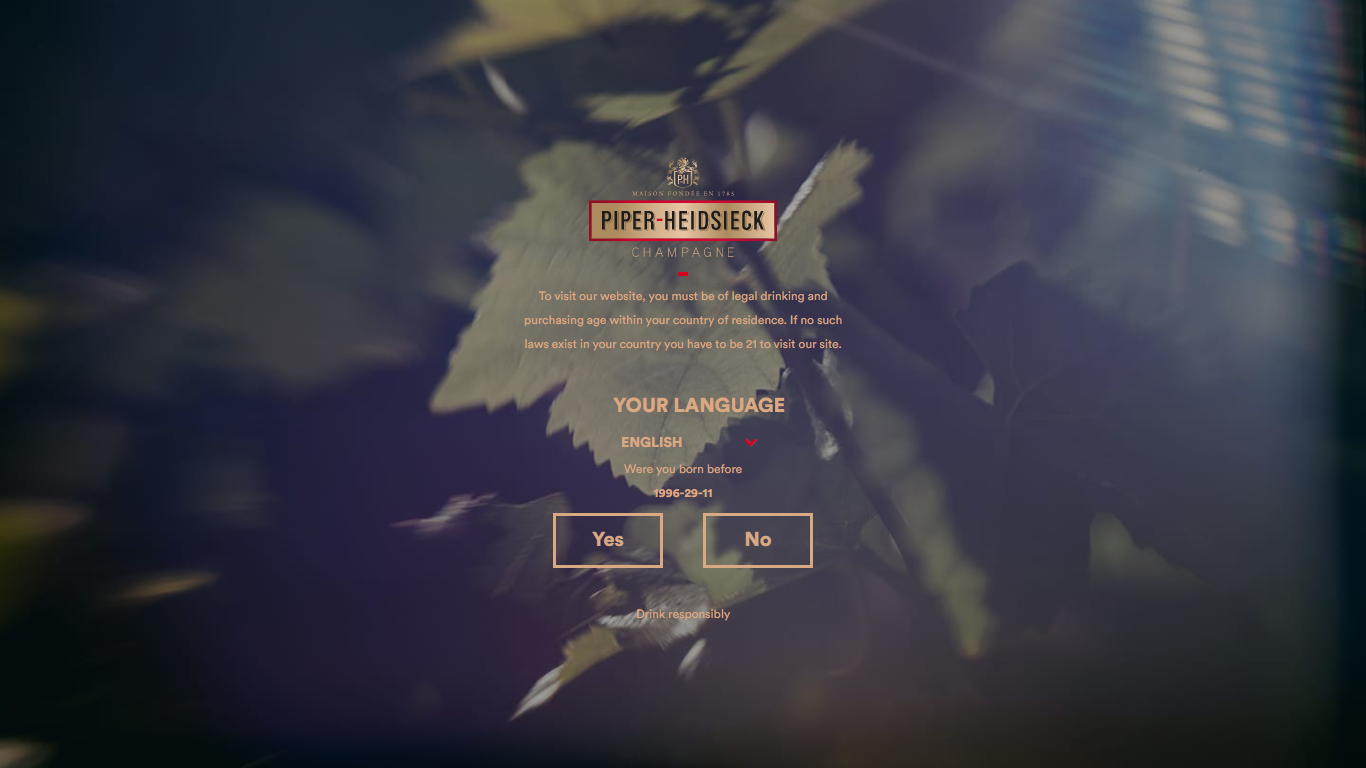 PH
MAISON FONDÉE EN 1785
PIPER-HEIDSIECK
CHAMPAGNE
To visit our website, you must be of legal drinking and
purchasing age within your country of residence. If no such
laws exist in your country you have to be 21 to visit our site.
YOUR LANGUAGE
ENGLISH
Were you born before
1996-29-11
Yes
No
Drink responsibly